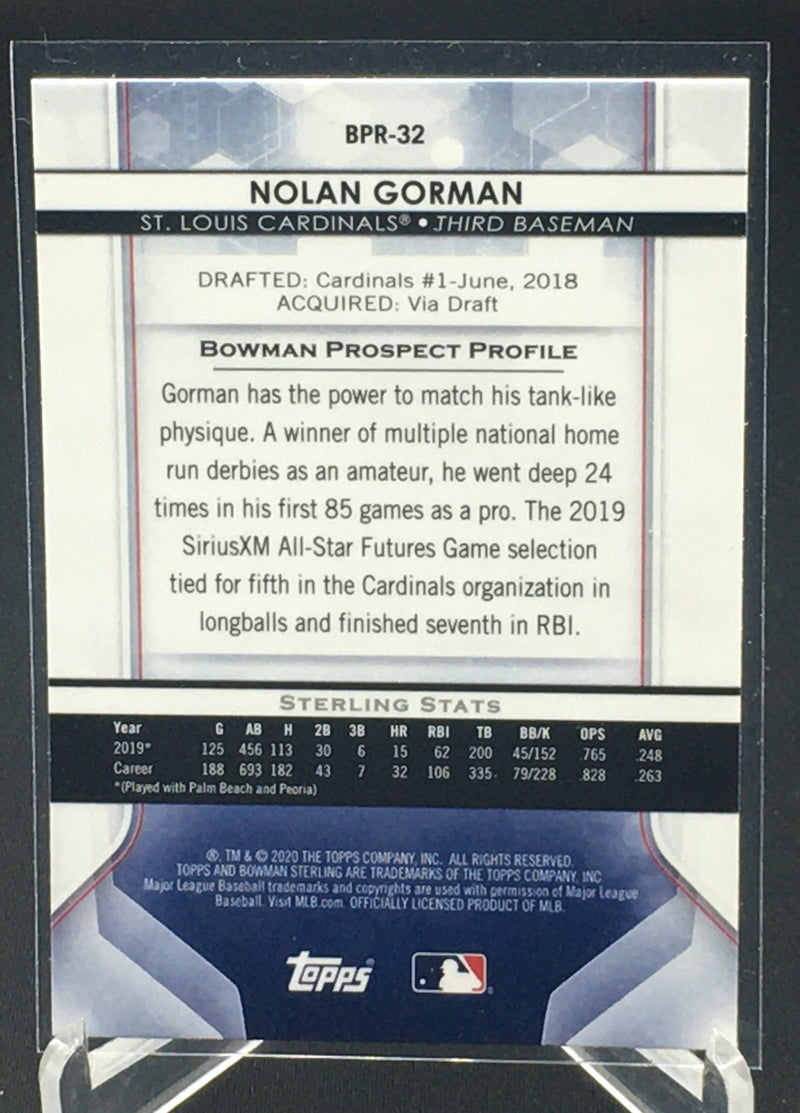 BPR-32
NOLAN GORMAN
ST. LOUIS CARDINALS® • THIRD BASEMAN
DRAFTED: Cardinals #1-June, 2018
ACQUIRED: Via Draft
BOWMAN PROSPECT PROFILE
Gorman has the power to match his tank-like
physique. A winner of multiple national home
run derbies as an amateur, he went deep 24
times in his first 85 games as a pro. The 2019
SiriusXM All-Star Futures Game selection
tied for fifth in the Cardinals organization in
longballs and finished seventh in RBI.
STERLING STATS
Year G AB H 2B 3B HR RBI TB BB/K OPS AVG
2019* 125 456 113 30 6 15 62 200 45/152 .765 .248
Career 188 693 182 43 7 32 106 335 79/228 .828 .263
*(Played with Palm Beach and Peoria)
®, TM & © 2020 THE TOPPS COMPANY, INC. ALL RIGHTS RESERVED.
TOPPS AND BOWMAN STERLING ARE TRADEMARKS OF THE TOPPS COMPANY, INC
Major League Baseball trademarks and copyrights are used with permission of Major League
Baseball. Visit MLB.com. OFFICIALLY LICENSED PRODUCT OF MLB.
Topps ®